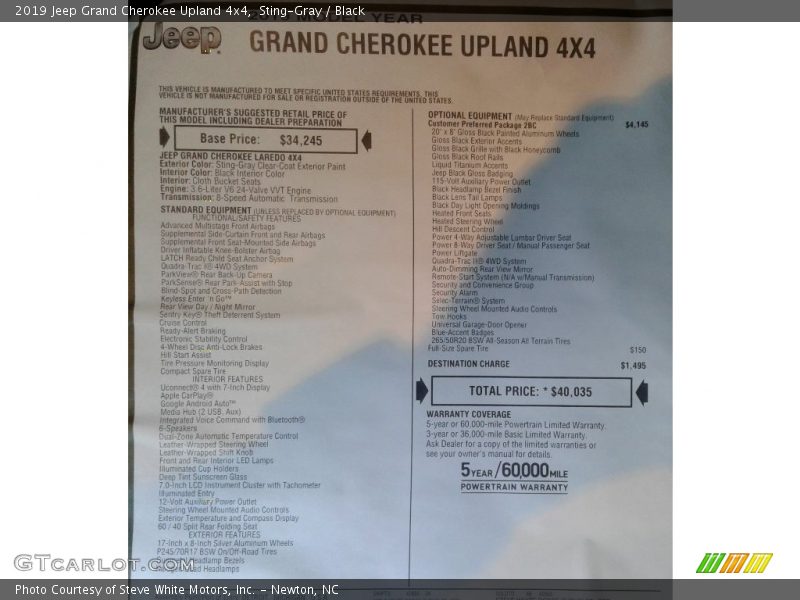 2019 Jeep Grand Cherokee Upland 4x4, Sting-Gray / Black
2019 MODEL YEAR
Jeep
GRAND CHEROKEE UPLAND 4X4
THIS VEHICLE IS MANUFACTURED TO MEET SPECIFIC UNITED STATES REQUIREMENTS. THIS
VEHICLE IS NOT MANUFACTURED FOR SALE OR REGISTRATION OUTSIDE OF THE UNITED STATES.
MANUFACTURER'S SUGGESTED RETAIL PRICE OF
THIS MODEL INCLUDING DEALER PREPARATION
Base Price: $34,245
JEEP GRAND CHEROKEE LAREDO 4X4
Exterior Color: Sting-Gray Clear-Coat Exterior Paint
Interior Color: Black Interior Color
Interior: Cloth Bucket Seats
Engine: 3.6-Liter V6 24-Valve VVT Engine
Transmission: 8-Speed Automatic Transmission
STANDARD EQUIPMENT (UNLESS REPLACED BY OPTIONAL EQUIPMENT)
FUNCTIONAL/SAFETY FEATURES
Advanced Multistage Front Airbags
Supplemental Side-Curtain Front and Rear Airbags
Supplemental Front Seat-Mounted Side Airbags
Driver Inflatable Knee-Bolster Airbag
LATCH Ready Child Seat Anchor System
Quadra-Trac I® 4WD System
ParkView® Rear Back-Up Camera
ParkSense® Rear Park-Assist with Stop
Blind-Spot and Cross-Path Detection
Keyless Enter 'n Go™
Rear View Day / Night Mirror
Sentry Key® Theft Deterrent System
Cruise Control
Ready-Alert Braking
Electronic Stability Control
4-Wheel Disc Anti-Lock Brakes
Hill Start Assist
Tire Pressure Monitoring Display
Compact Spare Tire
INTERIOR FEATURES
Uconnect® 4 with 7-Inch Display
Apple CarPlay®
Google Android Auto™
Media Hub (2 USB, Aux)
Integrated Voice Command with Bluetooth®
6-Speakers
Dual-Zone Automatic Temperature Control
Leather-Wrapped Steering Wheel
Leather-Wrapped Shift Knob
Front and Rear Interior LED Lamps
Illuminated Cup Holders
Deep Tint Sunscreen Glass
7.0-Inch LCD Instrument Cluster with Tachometer
Illuminated Entry
12-Volt Auxiliary Power Outlet
Steering Wheel Mounted Audio Controls
Exterior Temperature and Compass Display
60 / 40 Split Rear Folding Seat
EXTERIOR FEATURES
17-Inch x 8-Inch Silver Aluminum Wheels
P245/70R17 BSW On/Off-Road Tires
Headlamp Bezels
Headlamps
OPTIONAL EQUIPMENT (May Replace Standard Equipment)
Customer Preferred Package 2BC $4,145
20" x 8" Gloss Black Painted Aluminum Wheels
Gloss Black Exterior Accents
Gloss Black Grille with Black Honeycomb
Gloss Black Roof Rails
Liquid Titanium Accents
Jeep Black Gloss Badging
115-Volt Auxiliary Power Outlet
Black Headlamp Bezel Finish
Black Lens Tail Lamps
Black Day Light Opening Moldings
Heated Front Seats
Heated Steering Wheel
Hill Descent Control
Power 4-Way Adjustable Lumbar Driver Seat
Power 8-Way Driver Seat / Manual Passenger Seat
Power Liftgate
Quadra-Trac II® 4WD System
Auto-Dimming Rear View Mirror
Remote-Start System (N/A w/Manual Transmission)
Security and Convenience Group
Security Alarm
Selec-Terrain® System
Steering Wheel Mounted Audio Controls
Tow Hooks
Universal Garage-Door Opener
Blue-Accent Badges
265/50R20 BSW All-Season All Terrain Tires
Full-Size Spare Tire $150
DESTINATION CHARGE $1,495
TOTAL PRICE: * $40,035
WARRANTY COVERAGE
5-year or 60,000-mile Powertrain Limited Warranty.
3-year or 36,000-mile Basic Limited Warranty.
Ask Dealer for a copy of the limited warranties or
see your owner's manual for details.
5 YEAR / 60,000 MILE
POWERTRAIN WARRANTY
GTCARLOT.COM
Photo Courtesy of Steve White Motors, Inc. – Newton, NC